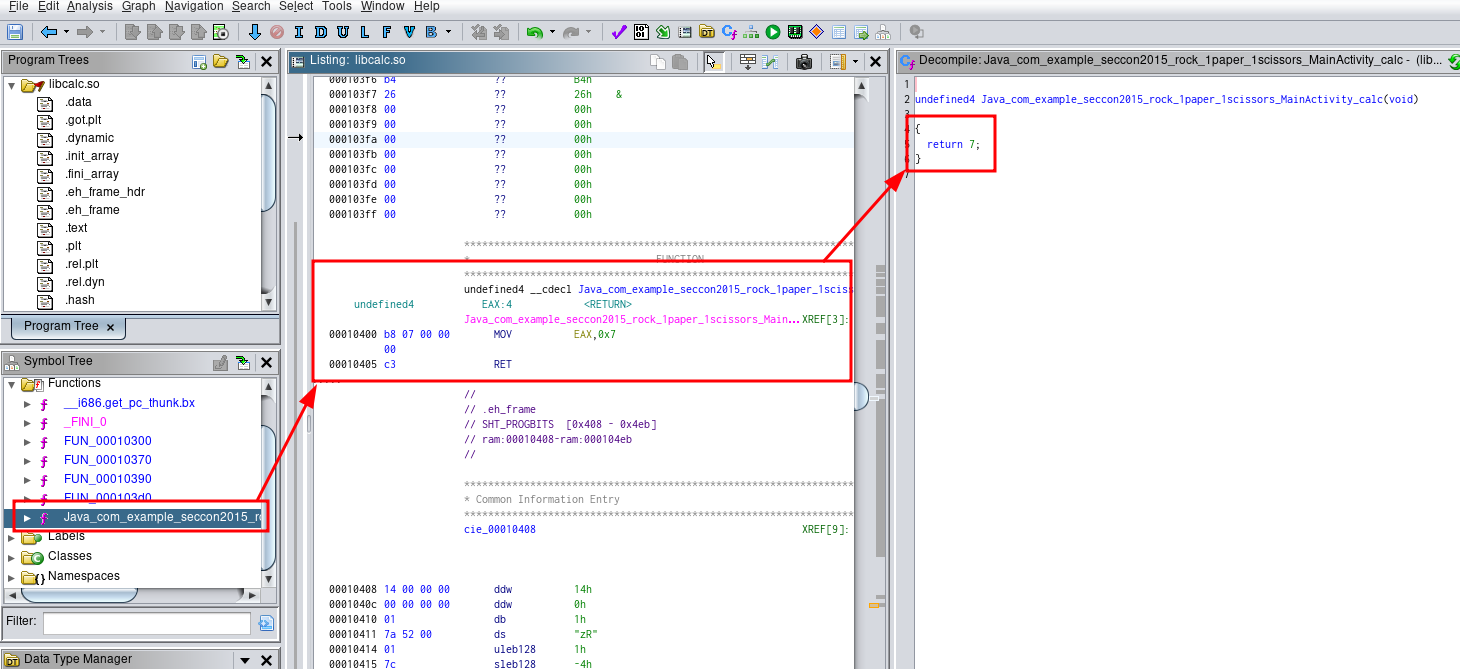 File Edit Analysis Graph Navigation Search Select Tools Window Help
I D U L F V B
Program Trees
libcalc.so
.data
.got.plt
.dynamic
.init_array
.fini_array
.eh_frame_hdr
.eh_frame
.text
.plt
.rel.plt
.rel.dyn
.hash
Program Tree ×
Symbol Tree
Functions
__i686.get_pc_thunk.bx
_FINI_0
FUN_00010300
FUN_00010370
FUN_00010390
FUN_000103d0
Java_com_example_seccon2015_ro
Labels
Classes
Namespaces
Filter:
Data Type Manager
Listing: libcalc.so
000103f6 b4 ?? B4h
000103f7 26 ?? 26h &
000103f8 00 ?? 00h
000103f9 00 ?? 00h
000103fa 00 ?? 00h
000103fb 00 ?? 00h
000103fc 00 ?? 00h
000103fd 00 ?? 00h
000103fe 00 ?? 00h
000103ff 00 ?? 00h
* FUNCTION
undefined4 __cdecl Java_com_example_seccon2015_rock_1paper_1sciss
undefined4 EAX:4 <RETURN>
Java_com_example_seccon2015_rock_1paper_1scissors_Main... XREF[3]:
00010400 b8 07 00 00 MOV EAX,0x7
00
00010405 c3 RET
//
// .eh_frame
// SHT_PROGBITS [0x408 - 0x4eb]
// ram:00010408-ram:000104eb
//
* Common Information Entry
cie_00010408 XREF[9]:
00010408 14 00 00 00 ddw 14h
0001040c 00 00 00 00 ddw 0h
00010410 01 db 1h
00010411 7a 52 00 ds "zR"
00010414 01 uleb128 1h
00010415 7c sleb128 -4h
Decompile: Java_com_example_seccon2015_rock_1paper_1scissors_MainActivity_calc - (lib...
1
2 undefined4 Java_com_example_seccon2015_rock_1paper_1scissors_MainActivity_calc(void)
3
4 {
5 return 7;
6 }
7